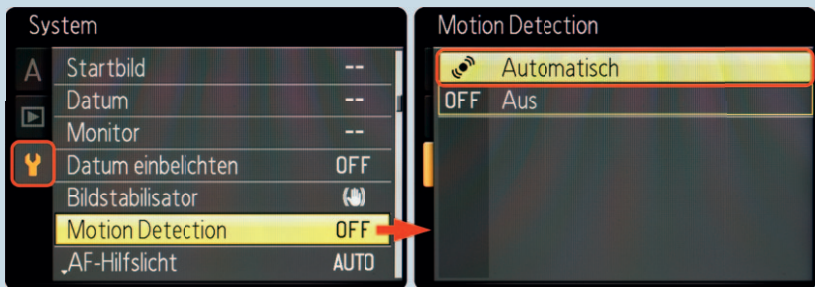 System
A
Startbild --
Datum --
Monitor --
Datum einbelichten OFF
Bildstabilisator
Motion Detection OFF
AF-Hilfslicht AUTO
Motion Detection
Automatisch
OFF Aus